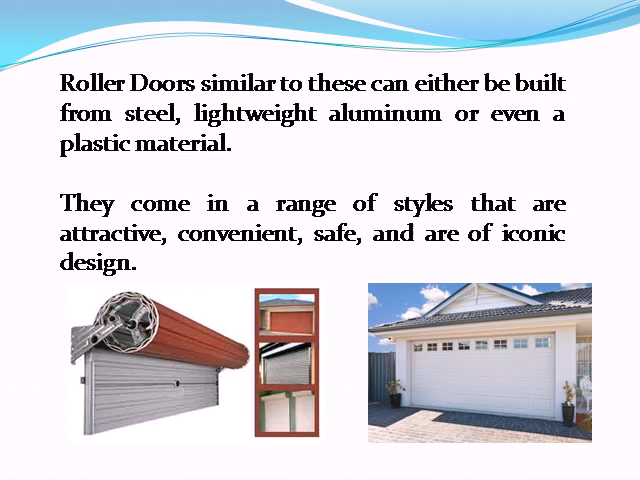 Roller Doors similar to these can either be built
from steel, lightweight aluminum or even a
plastic material.
They come in a range of styles that are
attractive, convenient, safe, and are of iconic
design.